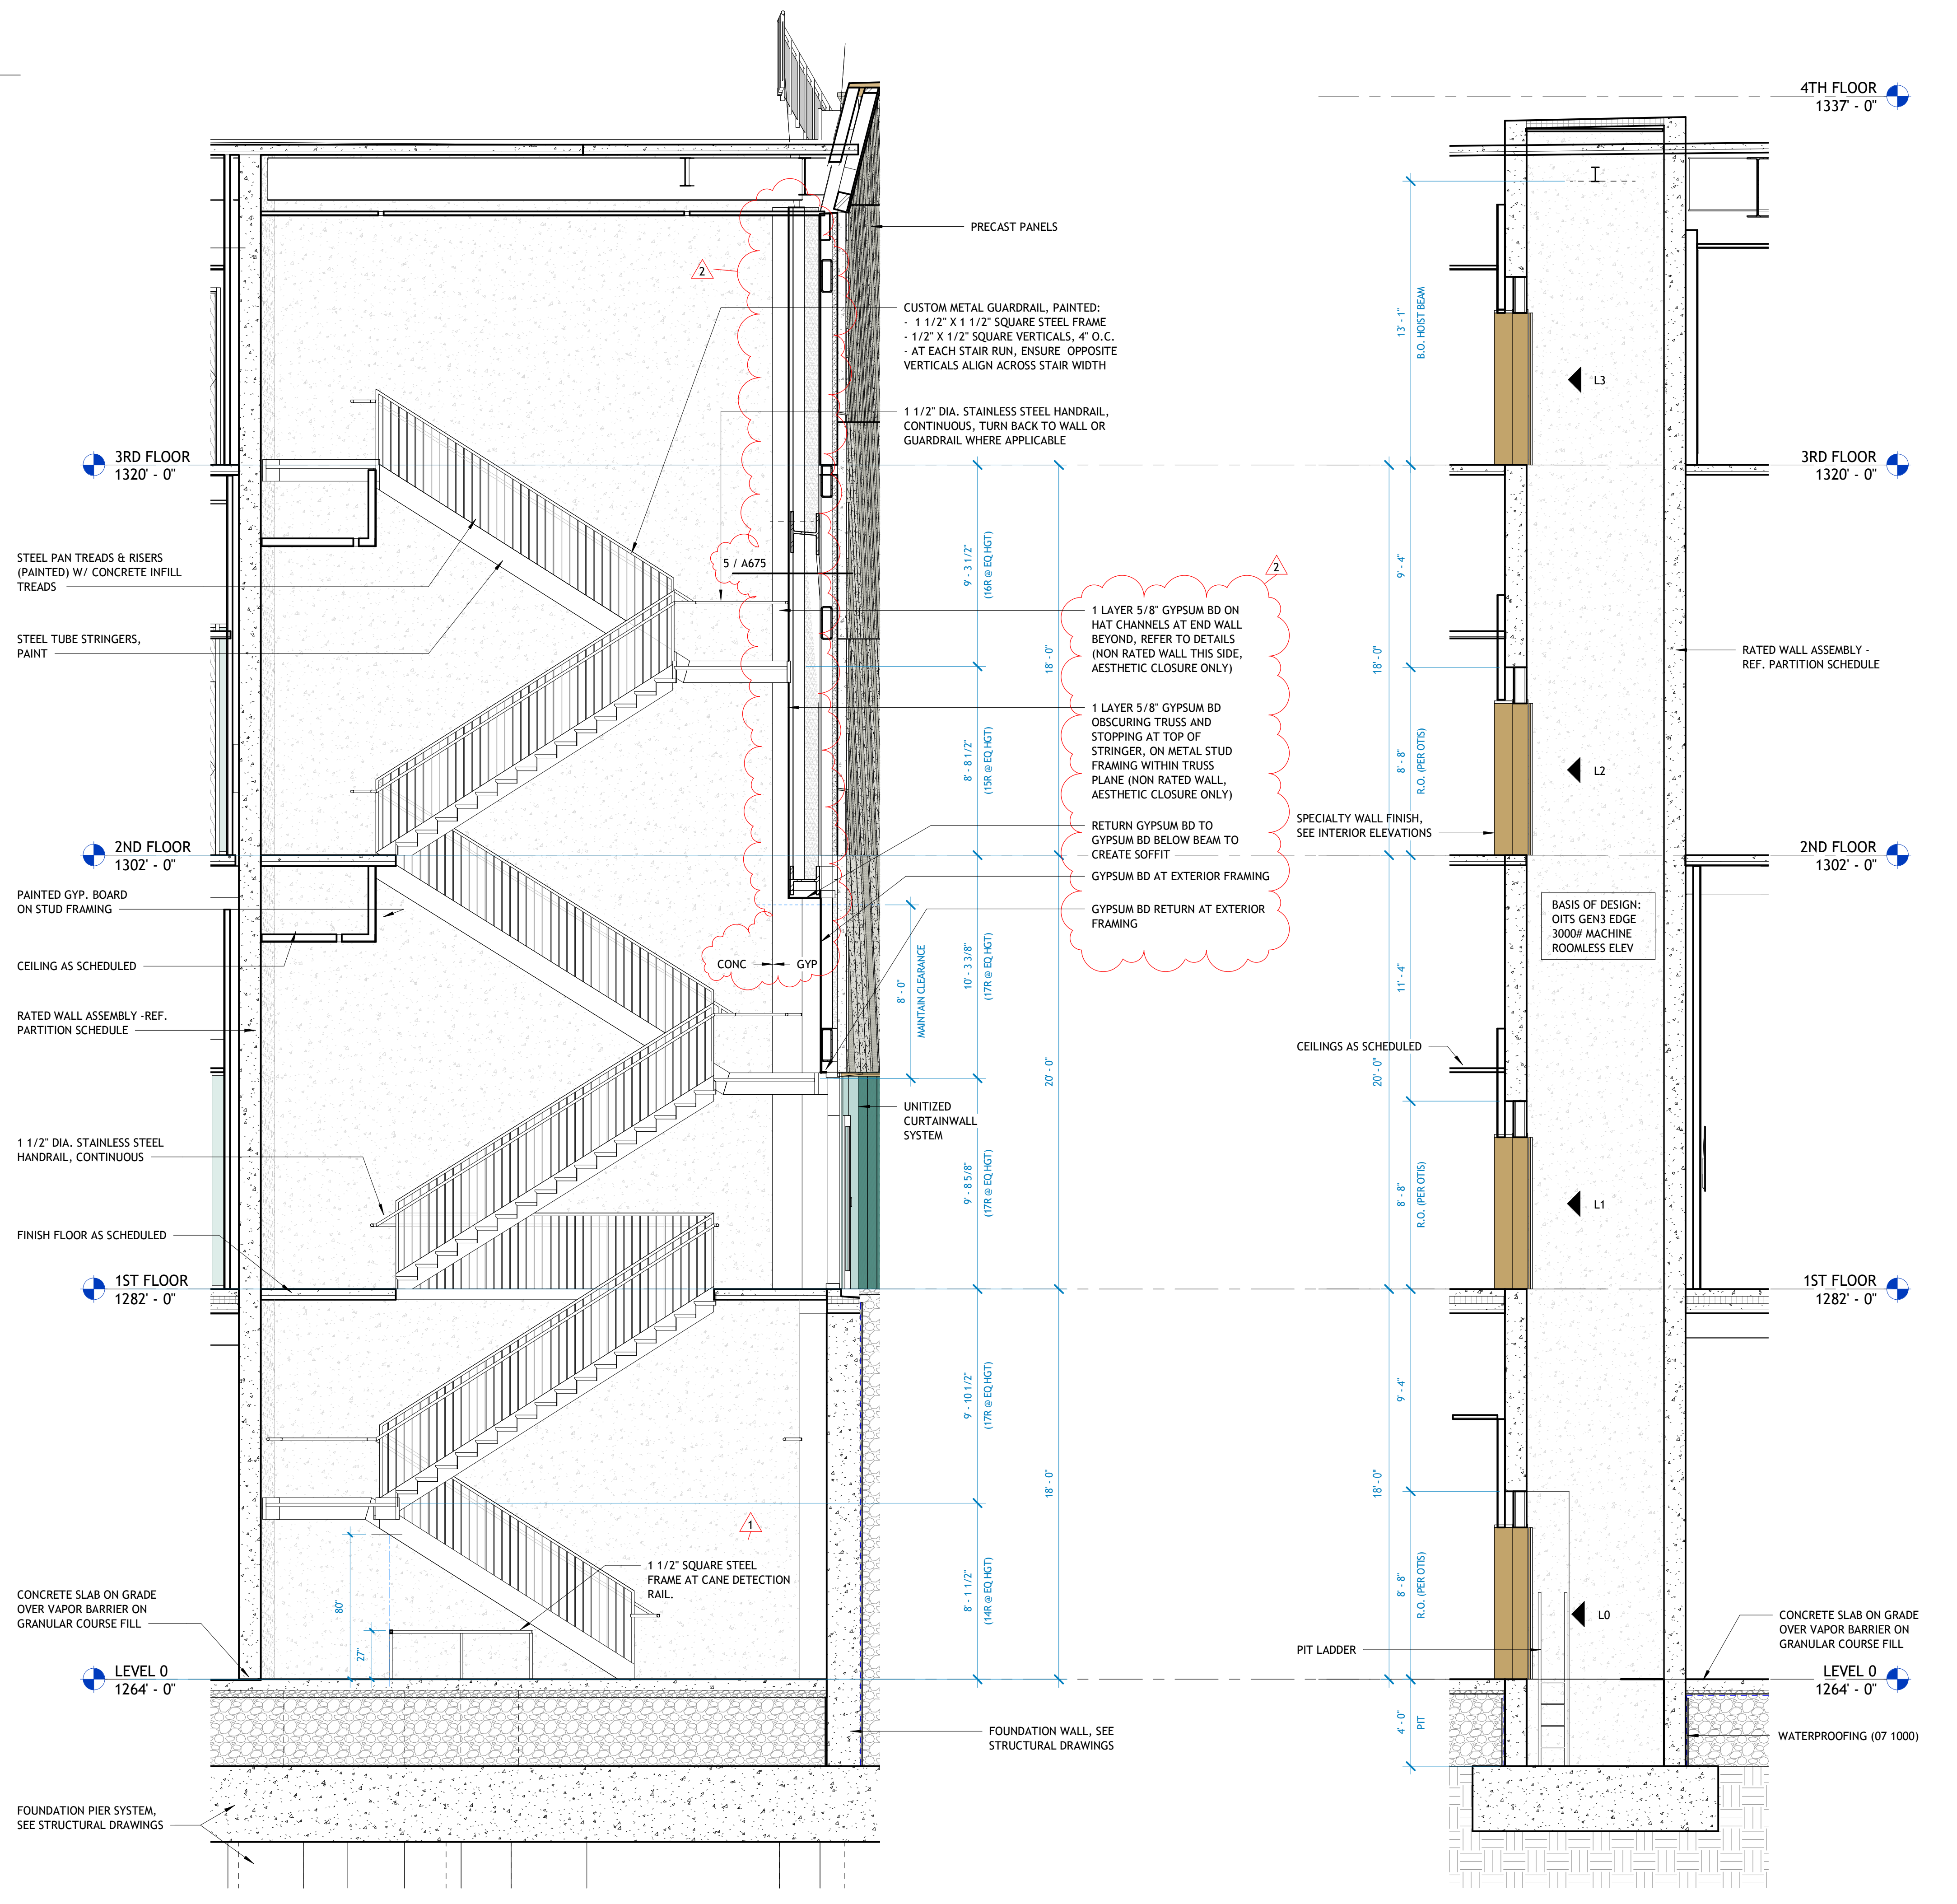 4TH FLOOR
1337' - 0"
PRECAST PANELS
2
CUSTOM METAL GUARDRAIL, PAINTED:
- 1 1/2" X 1 1/2" SQUARE STEEL FRAME
- 1/2" X 1/2" SQUARE VERTICALS, 4" O.C.
- AT EACH STAIR RUN, ENSURE OPPOSITE
VERTICALS ALIGN ACROSS STAIR WIDTH
13' - 1"
B.O. HOIST BEAM
L3
1 1/2" DIA. STAINLESS STEEL HANDRAIL,
CONTINUOUS, TURN BACK TO WALL OR
GUARDRAIL WHERE APPLICABLE
3RD FLOOR
1320' - 0"
3RD FLOOR
1320' - 0"
STEEL PAN TREADS & RISERS
(PAINTED) W/ CONCRETE INFILL
TREADS
5 / A675
9' - 3 1/2"
(16R @ EQ HGT)
2
9' - 4"
STEEL TUBE STRINGERS,
PAINT
18' - 0"
1 LAYER 5/8" GYPSUM BD ON
HAT CHANNELS AT END WALL
BEYOND, REFER TO DETAILS
(NON RATED WALL THIS SIDE,
AESTHETIC CLOSURE ONLY)
18' - 0"
RATED WALL ASSEMBLY -
REF. PARTITION SCHEDULE
8' - 8 1/2"
(15R @ EQ HGT)
1 LAYER 5/8" GYPSUM BD
OBSCURING TRUSS AND
STOPPING AT TOP OF
STRINGER, ON METAL STUD
FRAMING WITHIN TRUSS
PLANE (NON RATED WALL,
AESTHETIC CLOSURE ONLY)
8' - 8"
R.O. (PER OTIS)
L2
SPECIALTY WALL FINISH,
SEE INTERIOR ELEVATIONS
RETURN GYPSUM BD TO
GYPSUM BD BELOW BEAM TO
CREATE SOFFIT
2ND FLOOR
1302' - 0"
2ND FLOOR
1302' - 0"
GYPSUM BD AT EXTERIOR FRAMING
PAINTED GYP. BOARD
ON STUD FRAMING
GYPSUM BD RETURN AT EXTERIOR
FRAMING
BASIS OF DESIGN:
OITS GEN3 EDGE
3000# MACHINE
ROOMLESS ELEV
CEILING AS SCHEDULED
CONC
GYP
8' - 0"
MAINTAIN CLEARANCE
10' - 3 3/8"
(17R @ EQ HGT)
11' - 4"
RATED WALL ASSEMBLY -REF.
PARTITION SCHEDULE
CEILINGS AS SCHEDULED
20' - 0"
20' - 0"
UNITIZED
CURTAINWALL
SYSTEM
1 1/2" DIA. STAINLESS STEEL
HANDRAIL, CONTINUOUS
9' - 8 5/8"
(17R @ EQ HGT)
8' - 8"
R.O. (PER OTIS)
L1
FINISH FLOOR AS SCHEDULED
1ST FLOOR
1282' - 0"
1ST FLOOR
1282' - 0"
9' - 10 1/2"
(17R @ EQ HGT)
9' - 4"
18' - 0"
18' - 0"
1
1 1/2" SQUARE STEEL
FRAME AT CANE DETECTION
RAIL.
8' - 1 1/2"
(14R @ EQ HGT)
8' - 8"
R.O. (PER OTIS)
L0
CONCRETE SLAB ON GRADE
OVER VAPOR BARRIER ON
GRANULAR COURSE FILL
80"
27"
CONCRETE SLAB ON GRADE
OVER VAPOR BARRIER ON
GRANULAR COURSE FILL
PIT LADDER
LEVEL 0
1264' - 0"
LEVEL 0
1264' - 0"
4' - 0"
PIT
FOUNDATION WALL, SEE
STRUCTURAL DRAWINGS
WATERPROOFING (07 1000)
FOUNDATION PIER SYSTEM,
SEE STRUCTURAL DRAWINGS